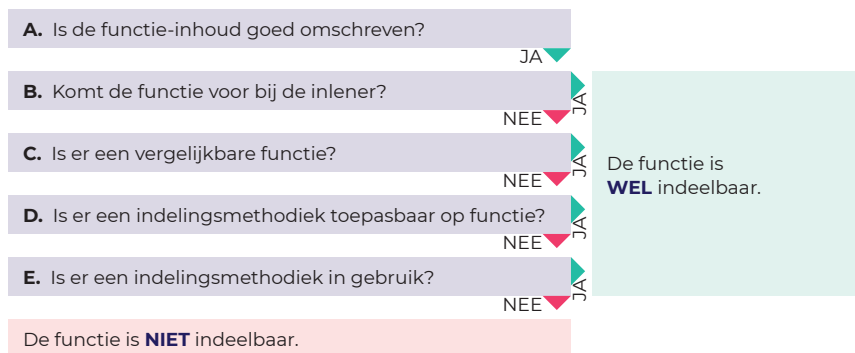 A. Is de functie-inhoud goed omschreven?
JA
B. Komt de functie voor bij de inlener?
JA
NEE
C. Is er een vergelijkbare functie?
JA
NEE
De functie is
WEL indeelbaar.
D. Is er een indelingsmethodiek toepasbaar op functie?
JA
NEE
E. Is er een indelingsmethodiek in gebruik?
JA
NEE
De functie is NIET indeelbaar.